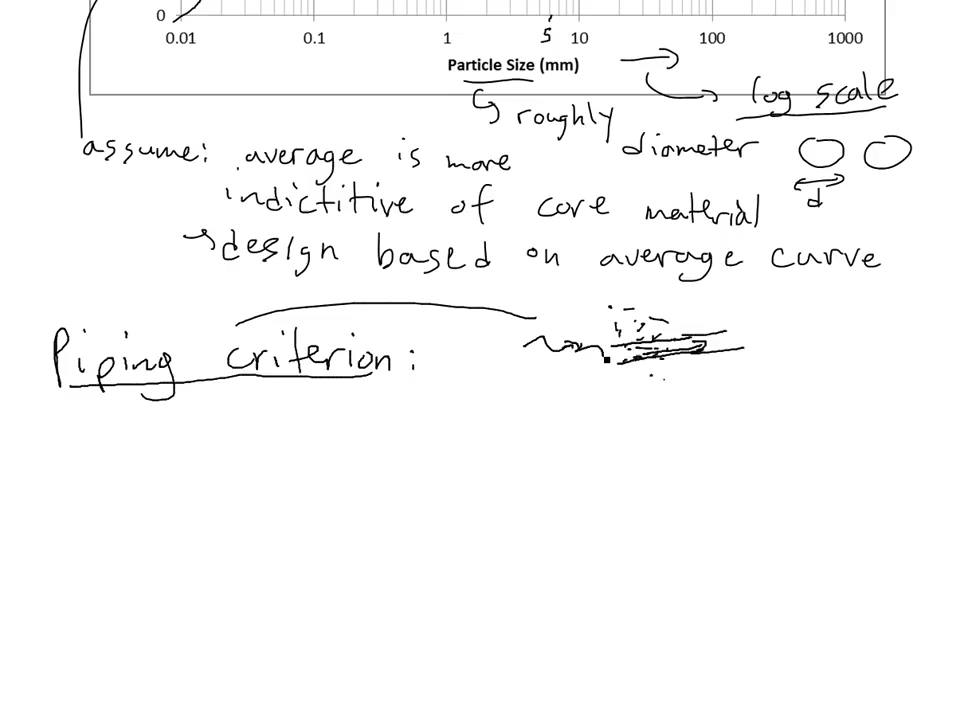 0
0.01 0.1 1 5 10 100 1000
Particle Size (mm)
log scale
roughly diameter
assume: average is more
d
indictitive of core material
design based on average curve
Piping criterion: